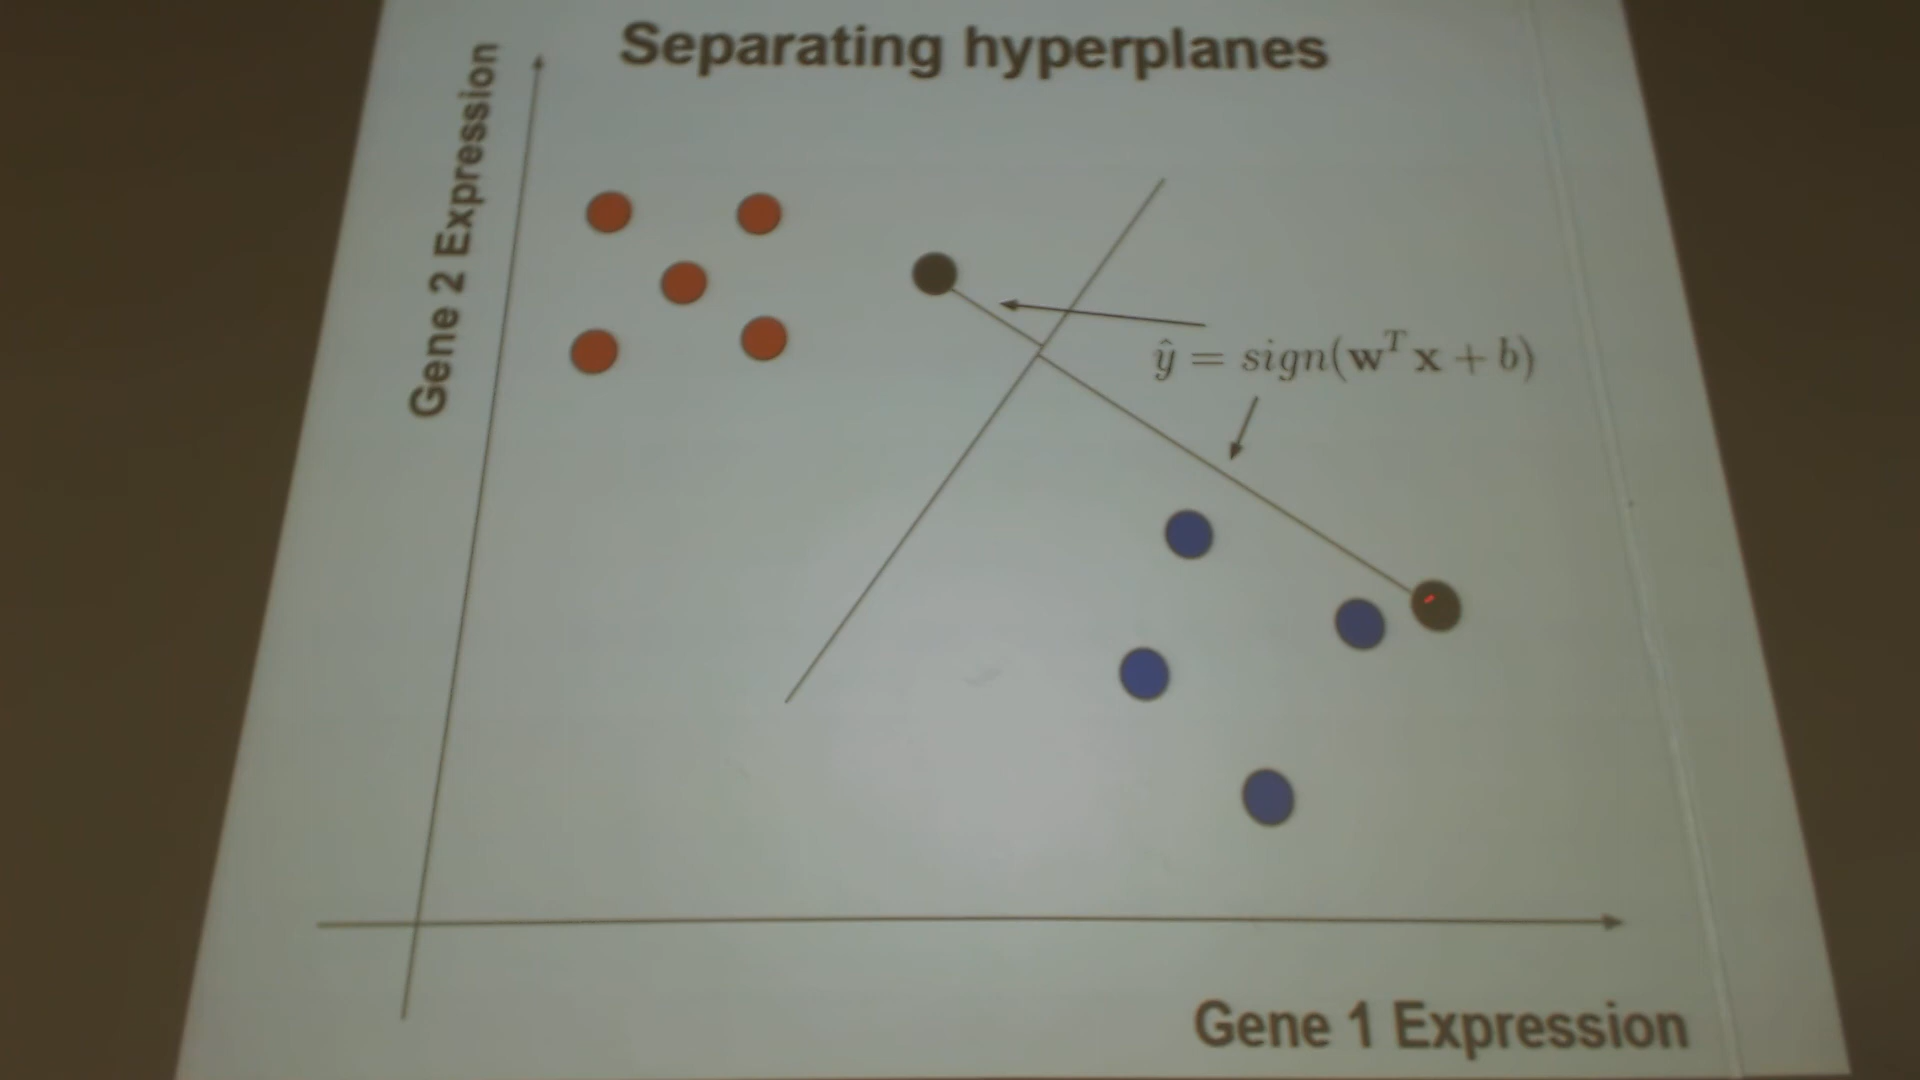 Separating hyperplanes
Gene 2 Expression
ŷ = sign(w^T x + b)
Gene 1 Expression